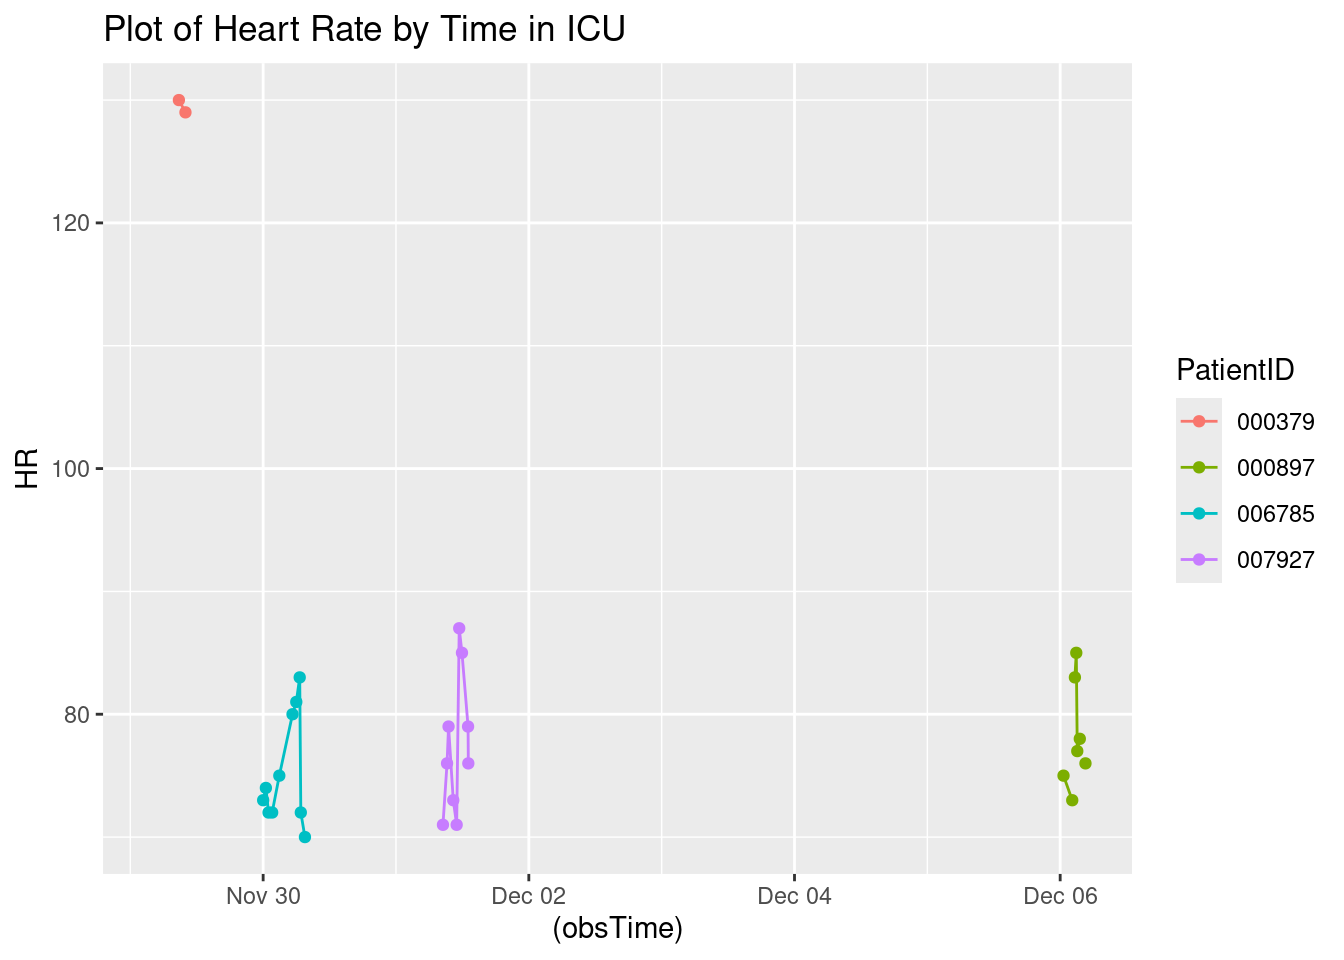 Plot of Heart Rate by Time in ICU
120
100
80
HR
Nov 30
Dec 02
Dec 04
Dec 06
(obsTime)
PatientID
000379
000897
006785
007927